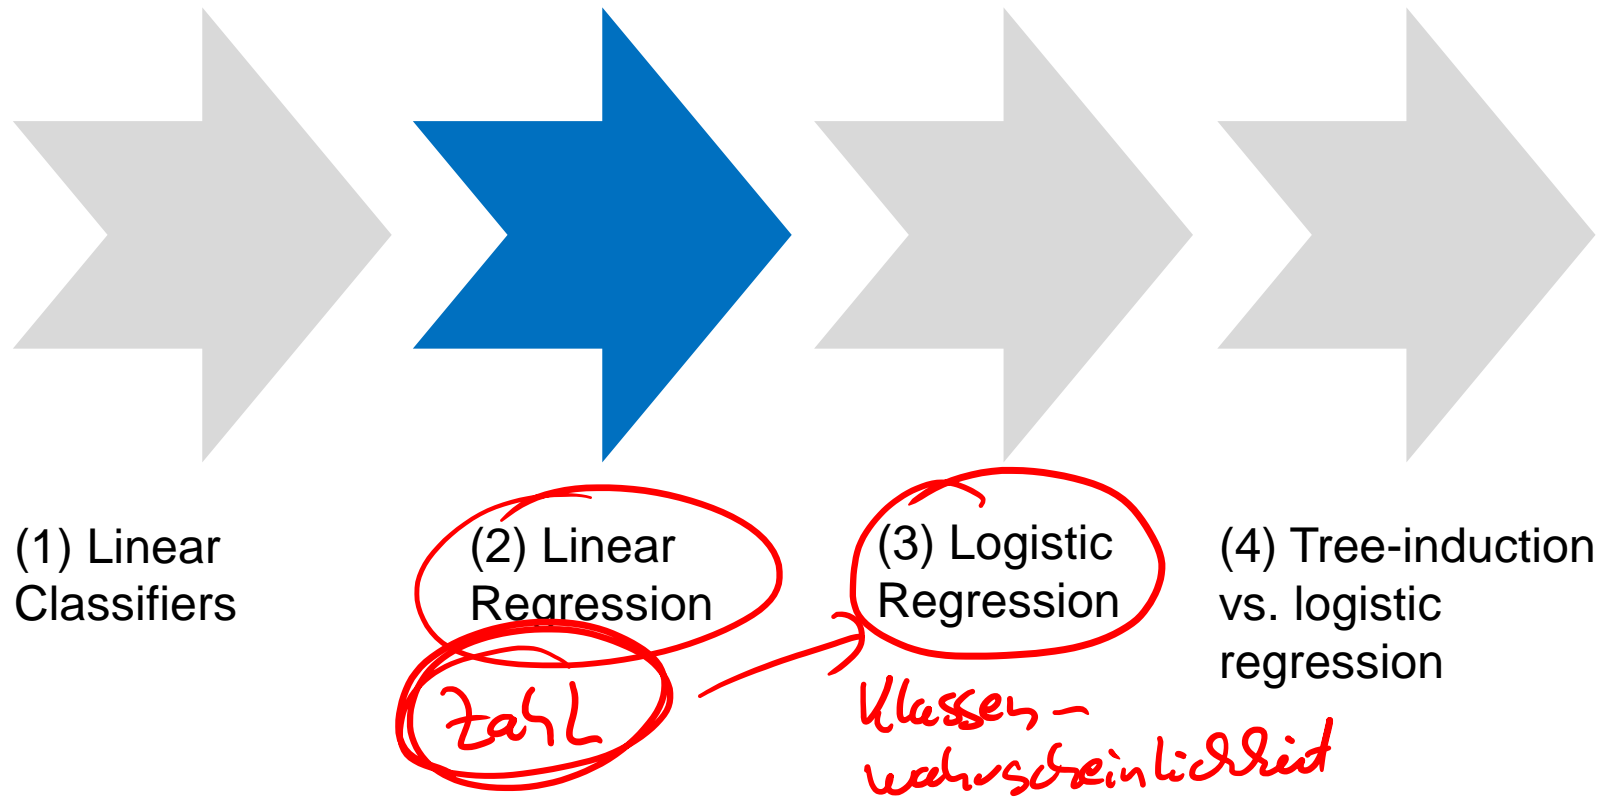 (1) Linear
Classifiers
(2) Linear
Regression
Zahl
(3) Logistic
Regression
Klassen-
wahrscheinlichkeit
(4) Tree-induction
vs. logistic
regression